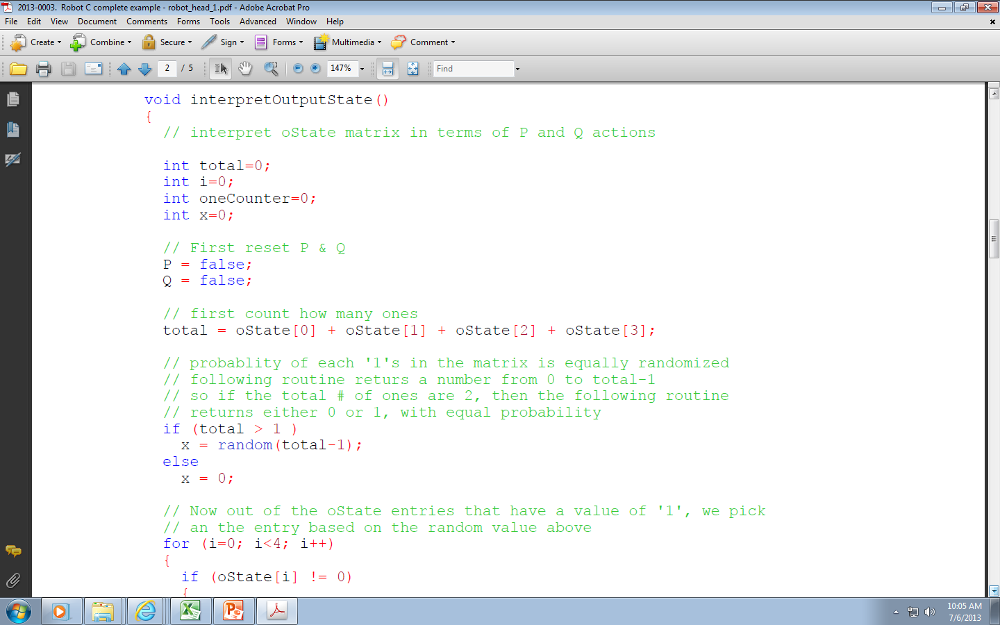 2013-0003.  Robot C complete example - robot_head_1.pdf - Adobe Acrobat Pro
File Edit View Document Comments Forms Tools Advanced Window Help
Create Combine Secure Sign Forms Multimedia Comment
2 / 5 147% Find
void interpretOutputState()
{
// interpret oState matrix in terms of P and Q actions
int total=0;
int i=0;
int oneCounter=0;
int x=0;
// First reset P & Q
P = false;
Q = false;
// first count how many ones
total = oState[0] + oState[1] + oState[2] + oState[3];
// probablity of each '1's in the matrix is equally randomized
// following routine returs a number from 0 to total-1
// so if the total # of ones are 2, then the following routine
// returns either 0 or 1, with equal probability
if (total > 1 )
x = random(total-1);
else
x = 0;
// Now out of the oState entries that have a value of '1', we pick
// an the entry based on the random value above
for (i=0; i<4; i++)
{
if (oState[i] != 0)
{
10:05 AM
7/6/2013